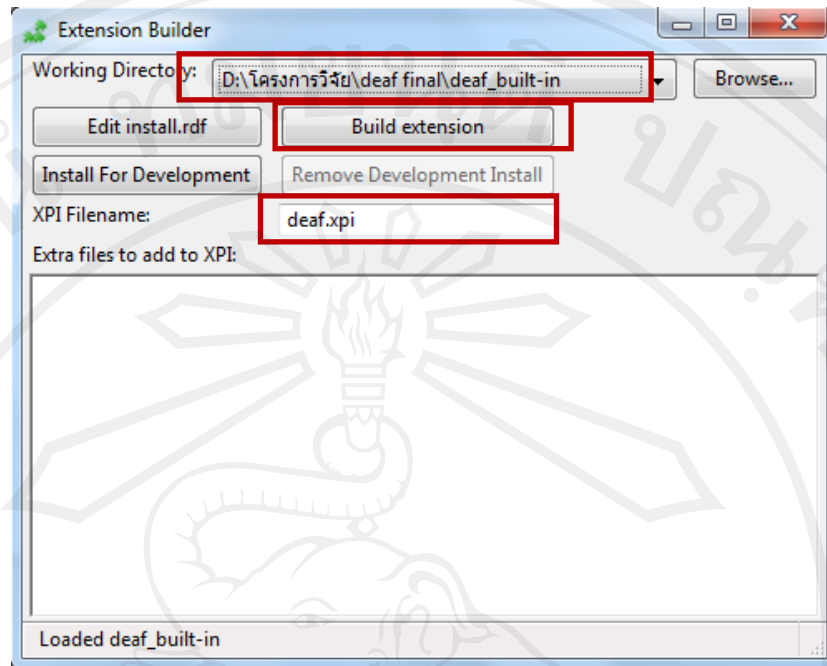 Extension Builder
Working Directory: D:\โครงการวิจัย\deaf final\deaf_built-in Browse...
Edit install.rdf Build extension
Install For Development Remove Development Install
XPI Filename: deaf.xpi
Extra files to add to XPI:
Loaded deaf_built-in